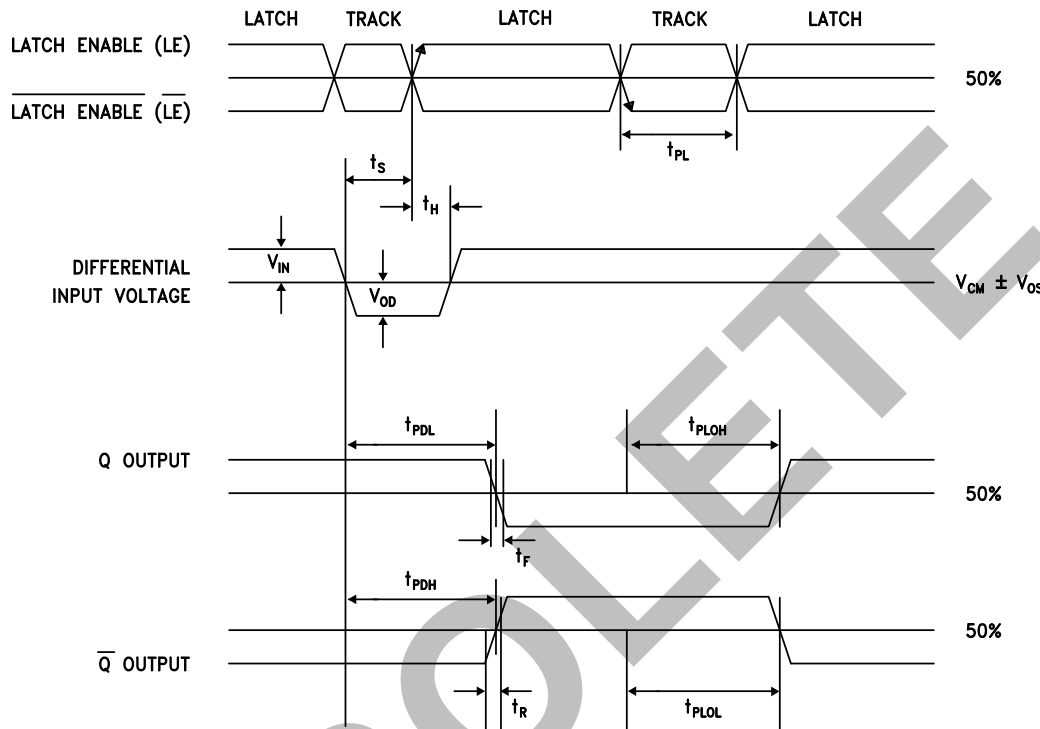 LATCH TRACK LATCH TRACK LATCH
LATCH ENABLE (LE)
50%
LATCH ENABLE (LE)
tPL
tS
tH
VIN
DIFFERENTIAL
INPUT VOLTAGE
VOD
VCM ± VOS
tPDL
tPLOH
Q OUTPUT
50%
tF
tPDH
50%
Q OUTPUT
tR
tPLOL
OLETE